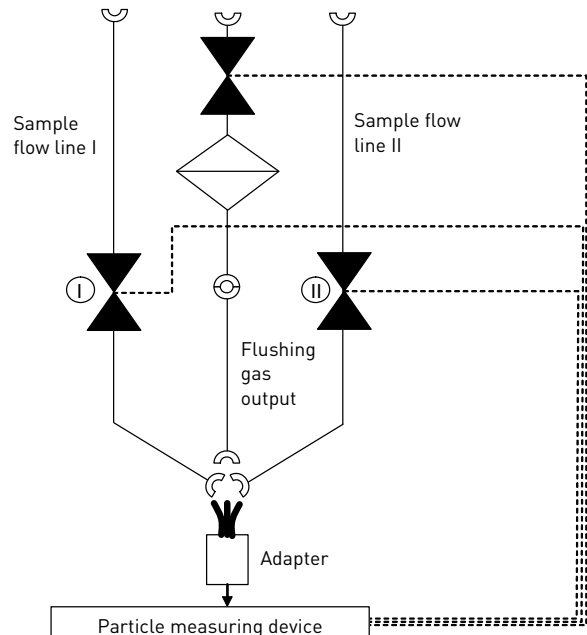 Sample
flow line I
Sample flow
line II
I
II
Flushing
gas
output
Adapter
Particle measuring device